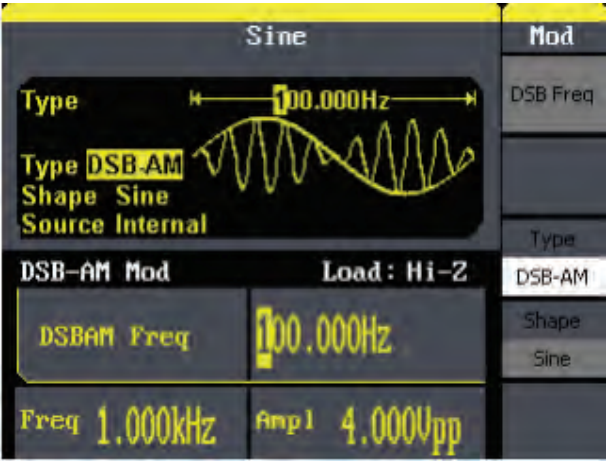 Sine
Mod
Type
100.000Hz
DSB Freq
Type DSB-AM
Shape Sine
Source Internal
Type
DSB-AM Mod
Load: Hi-Z
DSB-AM
DSBAM Freq
100.000Hz
Shape
Sine
Freq 1.000kHz
Ampl 4.000Vpp